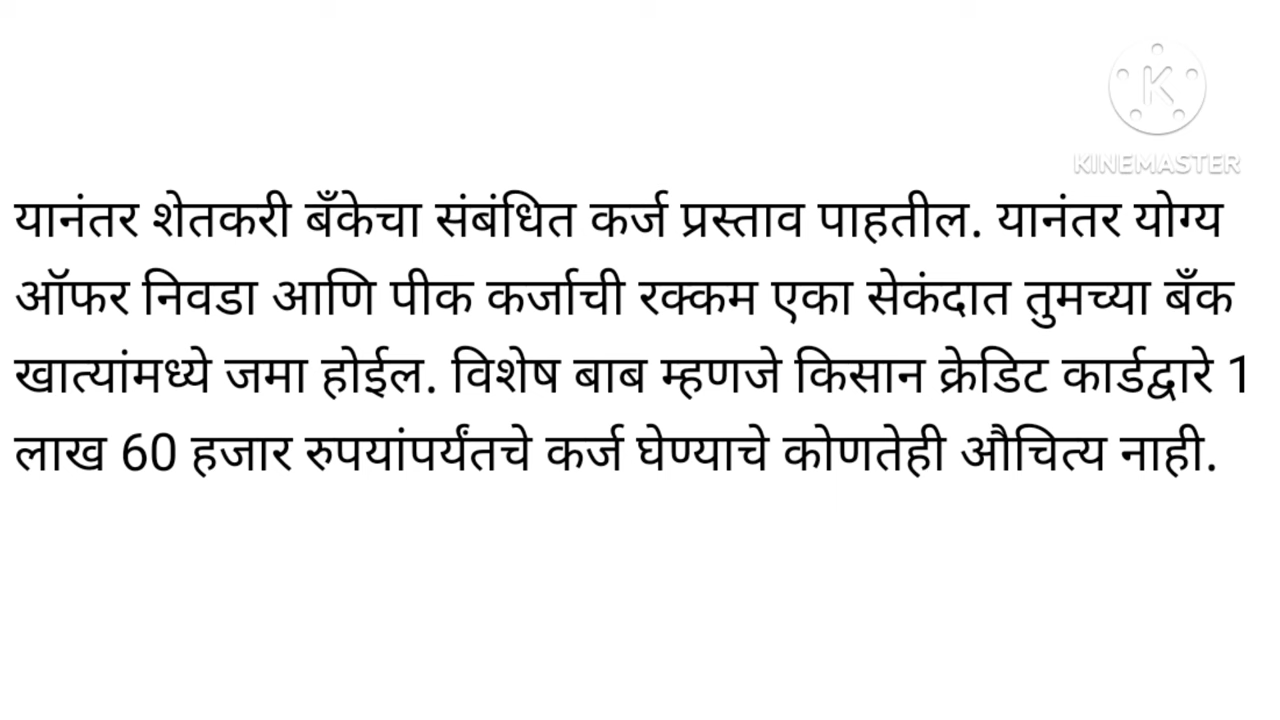 KINEMASTER
यानंतर शेतकरी बँकेचा संबंधित कर्ज प्रस्ताव पाहतील. यानंतर योग्य
ऑफर निवडा आणि पीक कर्जाची रक्कम एका सेकंदात तुमच्या बँक
खात्यांमध्ये जमा होईल. विशेष बाब म्हणजे किसान क्रेडिट कार्डद्वारे 1
लाख 60 हजार रुपयांपर्यंतचे कर्ज घेण्याचे कोणतेही औचित्य नाही.